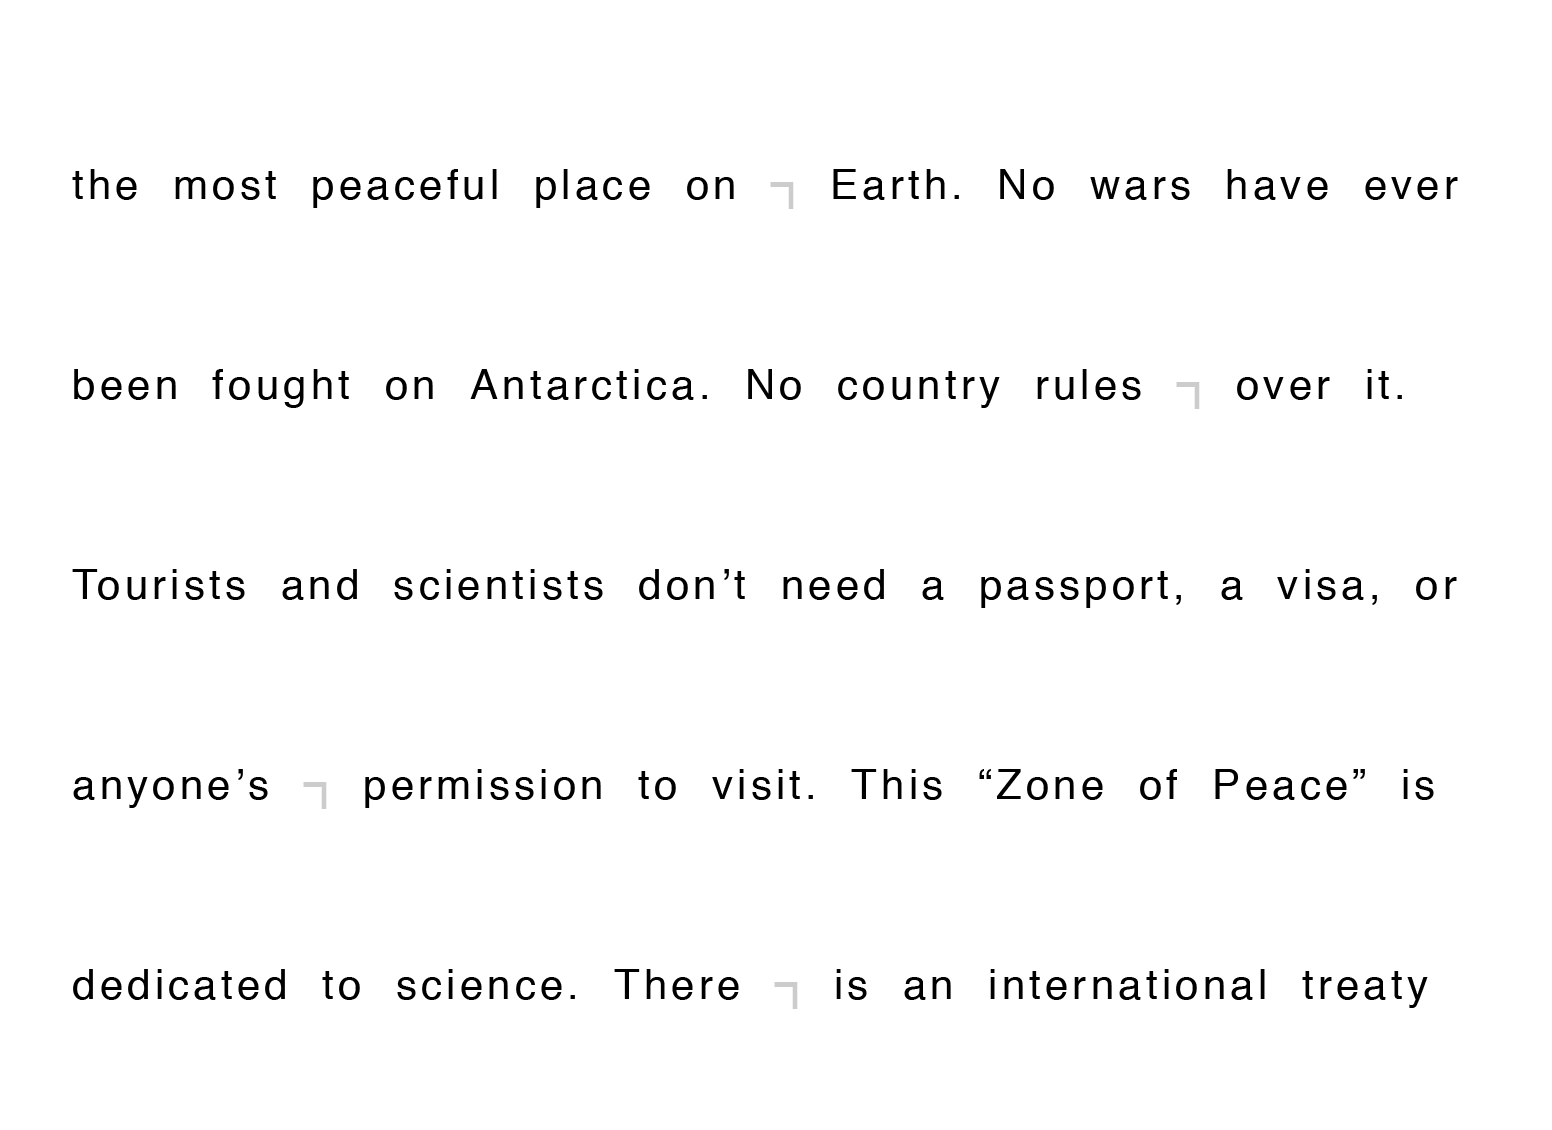 the most peaceful place on ¬ Earth. No wars have ever
been fought on Antarctica. No country rules ¬ over it.
Tourists and scientists don’t need a passport, a visa, or
anyone’s ¬ permission to visit. This “Zone of Peace” is
dedicated to science. There ¬ is an international treaty